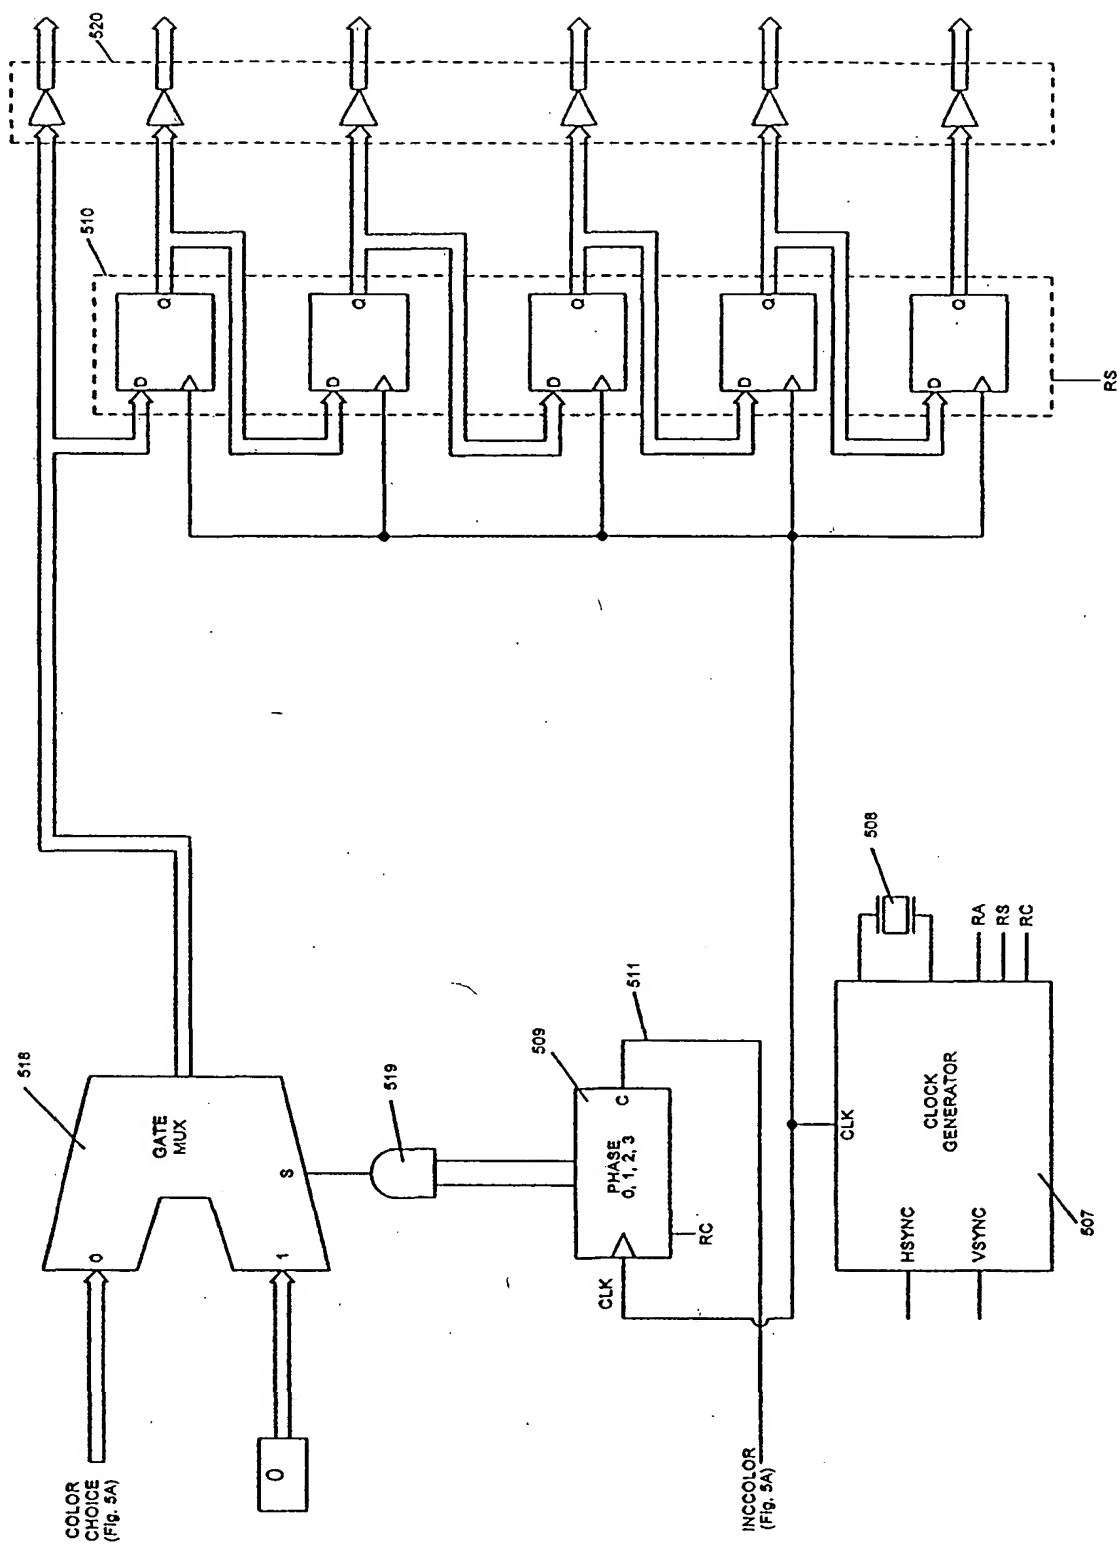 COLOR
CHOICE
(Fig. 5A)
0
1
0
GATE
MUX
S
518
519
INCCOLOR
(Fig. 5A)
CLK
PHASE
0, 1, 2, 3
C
RC
509
511
HSYNC
VSYNC
CLK
CLOCK
GENERATOR
507
508
RA
RS
RC
510
D
Q
D
Q
D
Q
D
Q
D
Q
RS
520